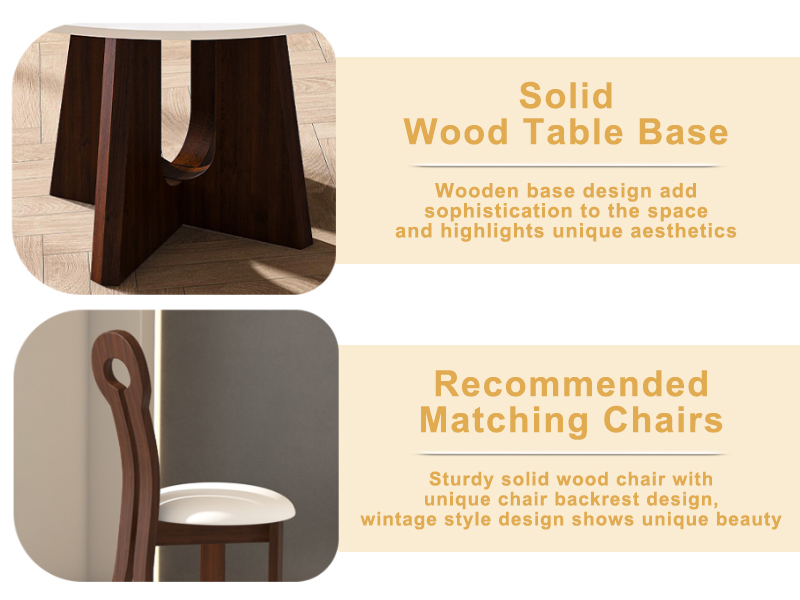 Solid
Wood Table Base
Wooden base design add
sophistication to the space
and highlights unique aesthetics
Recommended
Matching Chairs
Sturdy solid wood chair with
unique chair backrest design,
wintage style design shows unique beauty